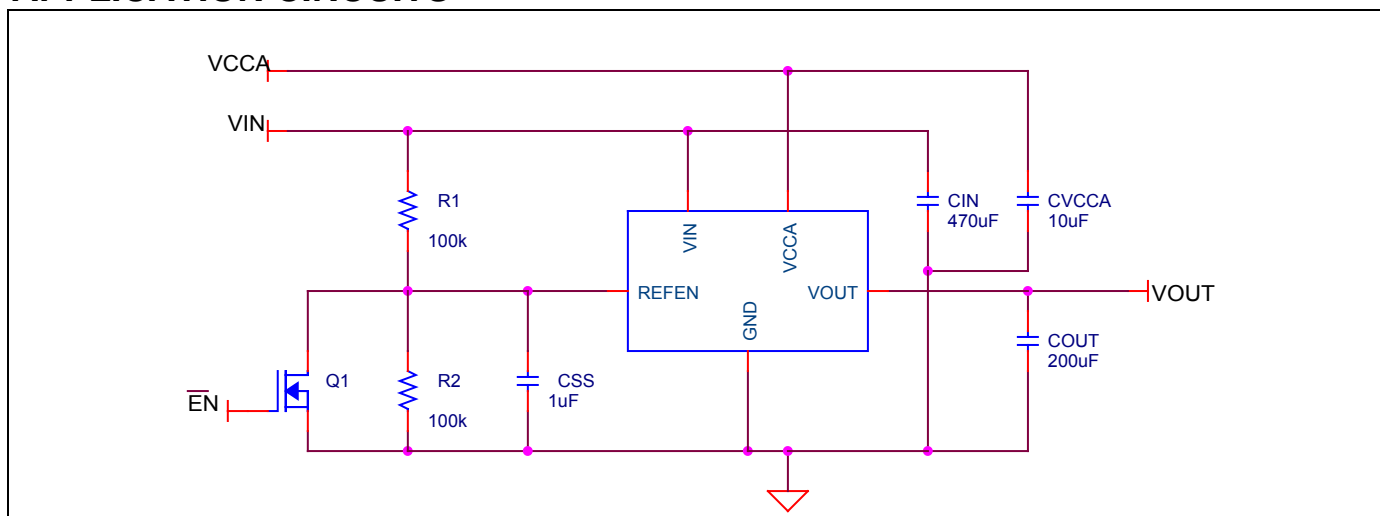 VCCA
VIN
R1
100k
VIN
VCCA
CIN
470uF
CVCCA
10uF
REFEN
VOUT
GND
VOUT
COUT
200uF
EN
Q1
R2
100k
CSS
1uF